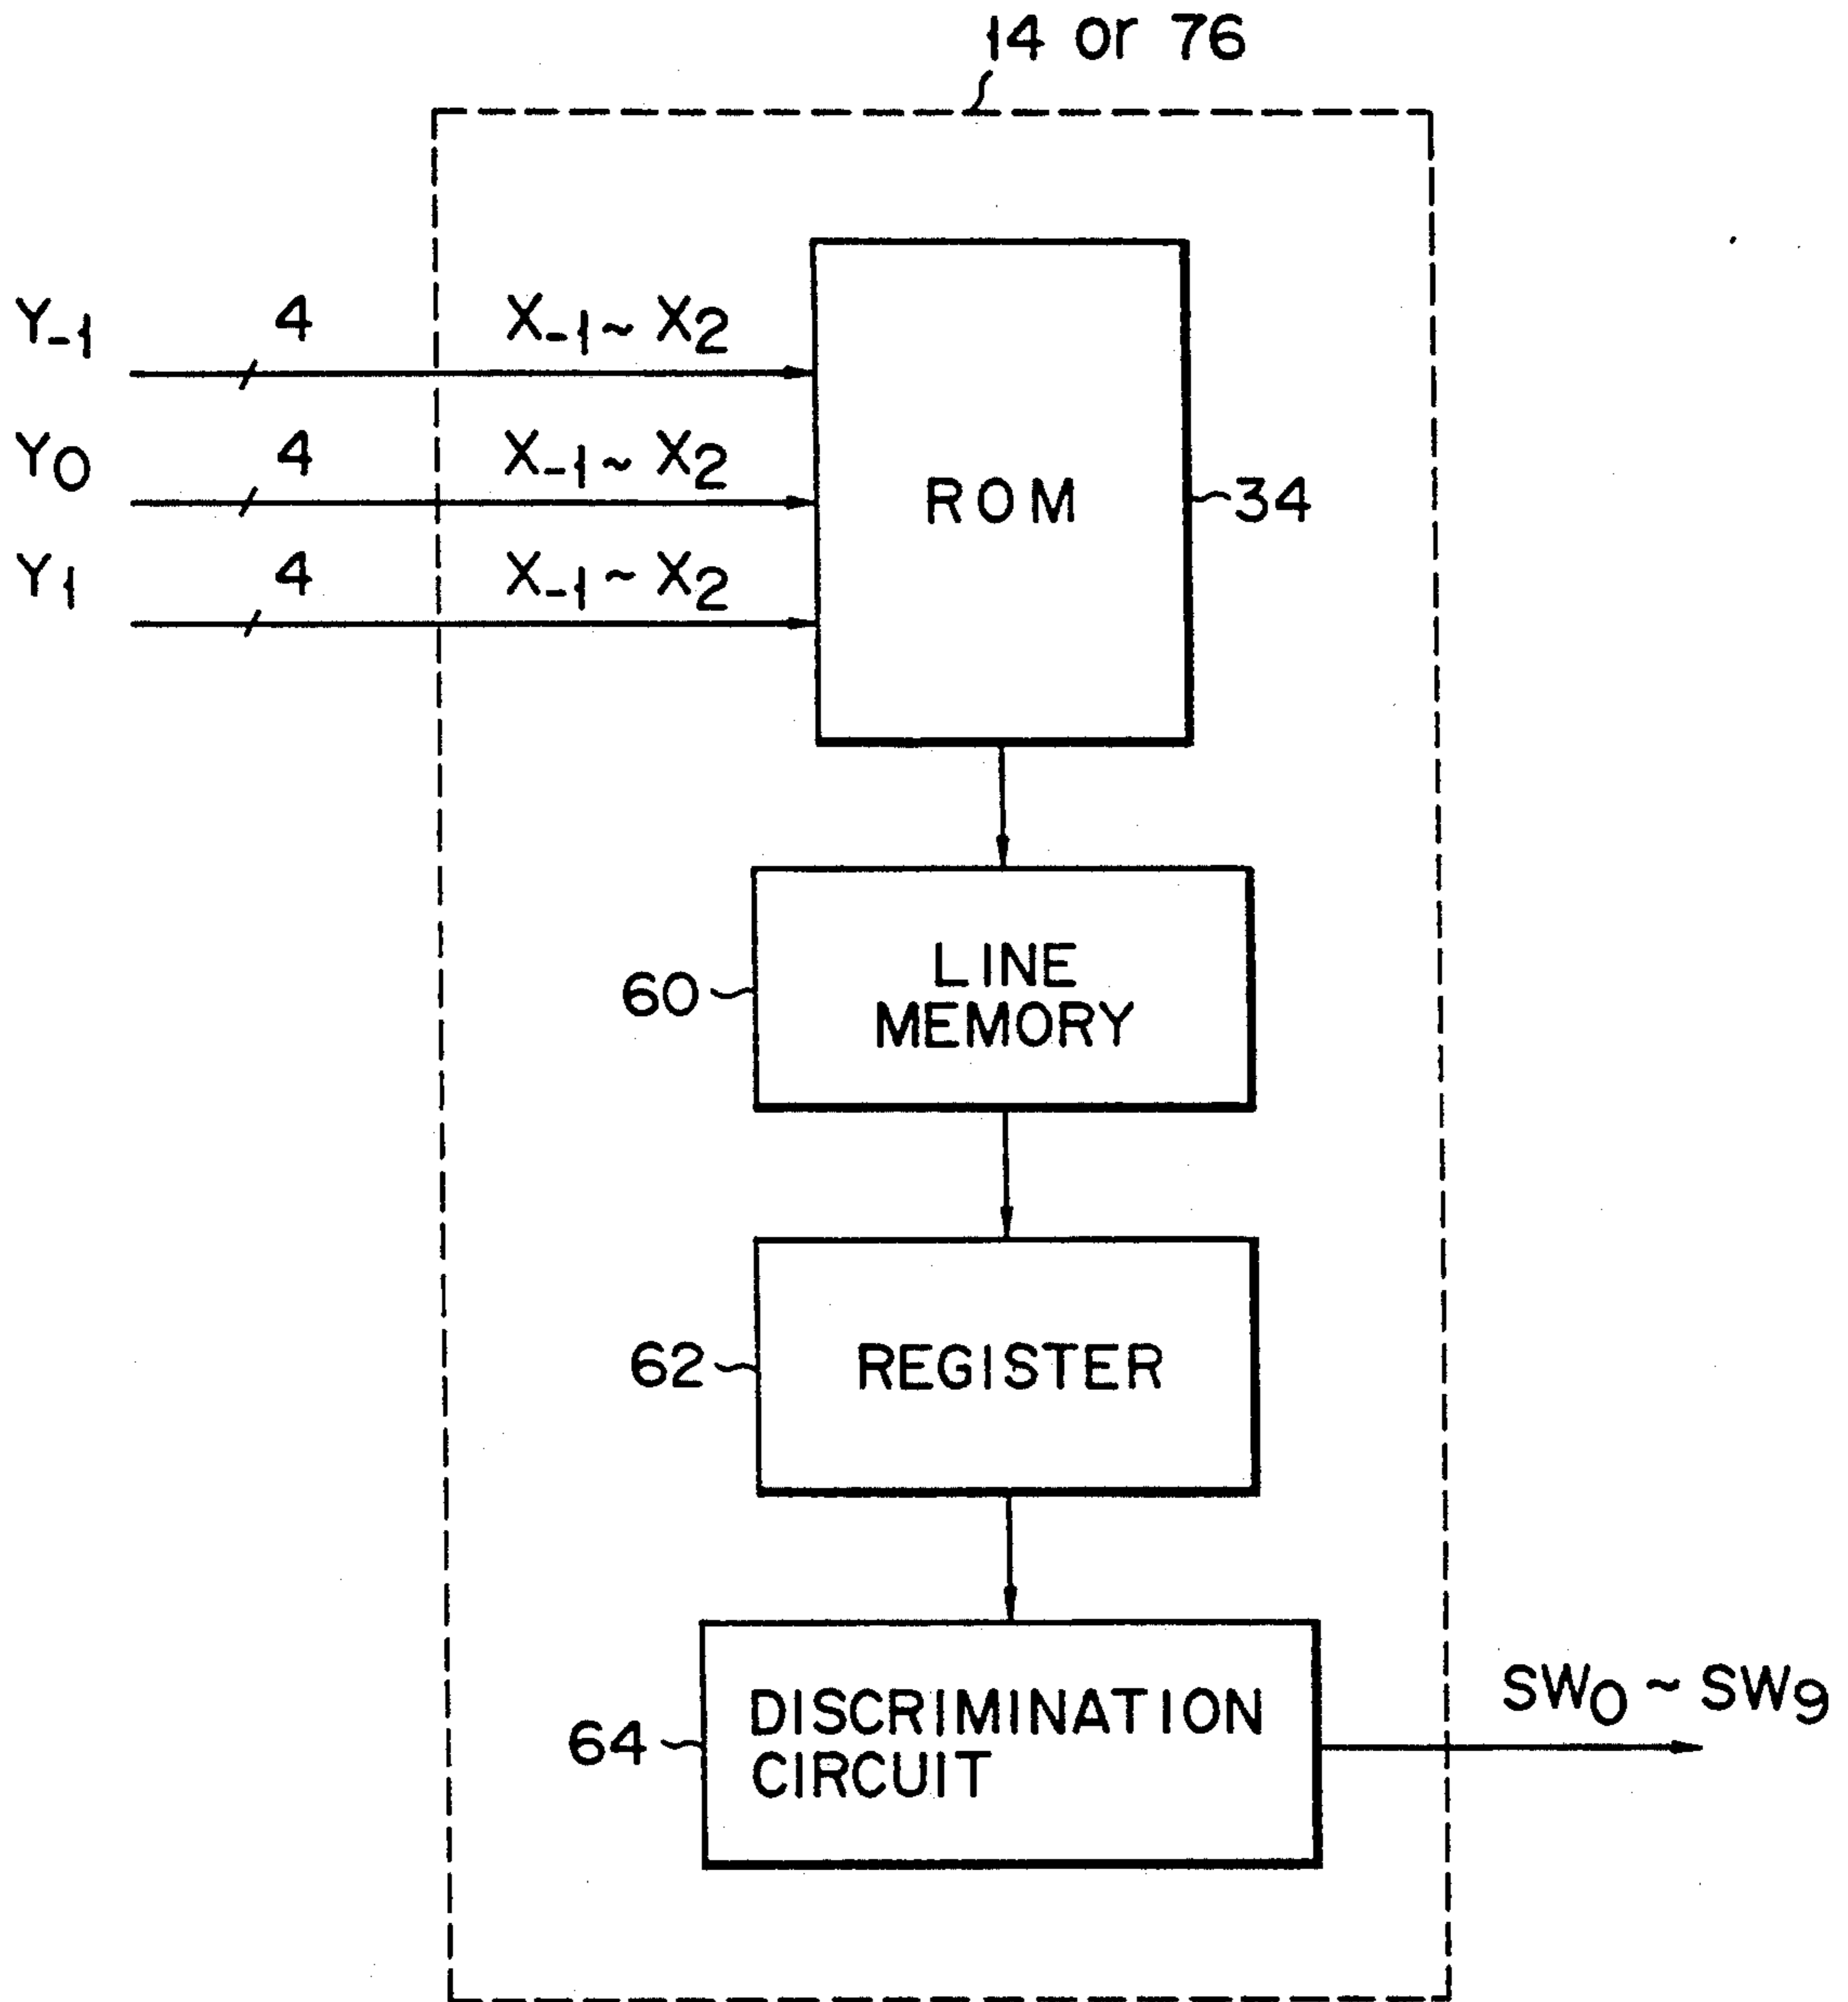 14 or 76
Y₋₁ 4 X₋₁ ~ X₂
Y₀ 4 X₋₁ ~ X₂
Y₁ 4 X₋₁ ~ X₂
ROM
34
LINE
MEMORY
60
REGISTER
62
DISCRIMINATION
CIRCUIT
64
SW₀ ~ SW₉